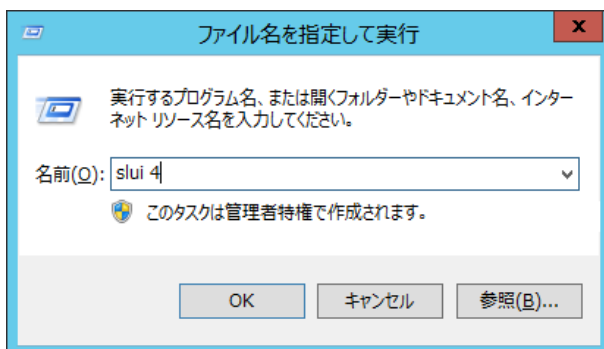 ファイル名を指定して実行
x
実行するプログラム名、または開くフォルダーやドキュメント名、インター
ネット リソース名を入力してください。
名前(O): slui 4
このタスクは管理者特権で作成されます。
OK キャンセル 参照(B)...